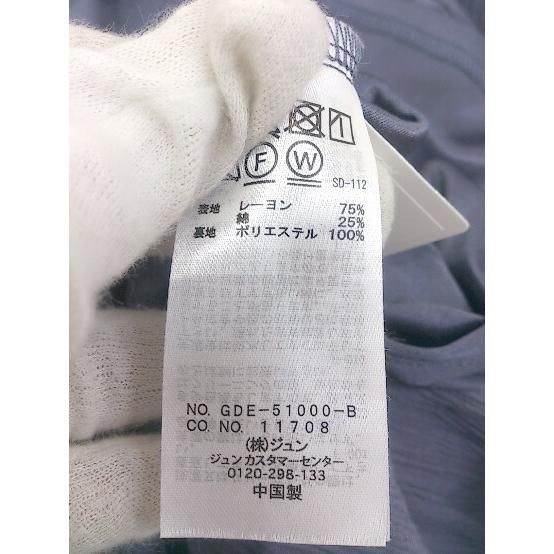 F W
SD-112
表地 レーヨン 75%
綿 25%
裏地 ポリエステル 100%
NO. GDE-51000-B
CO. NO. 11708
(株)ジュン
ジュンカスタマーセンター
0120-298-133
中国製